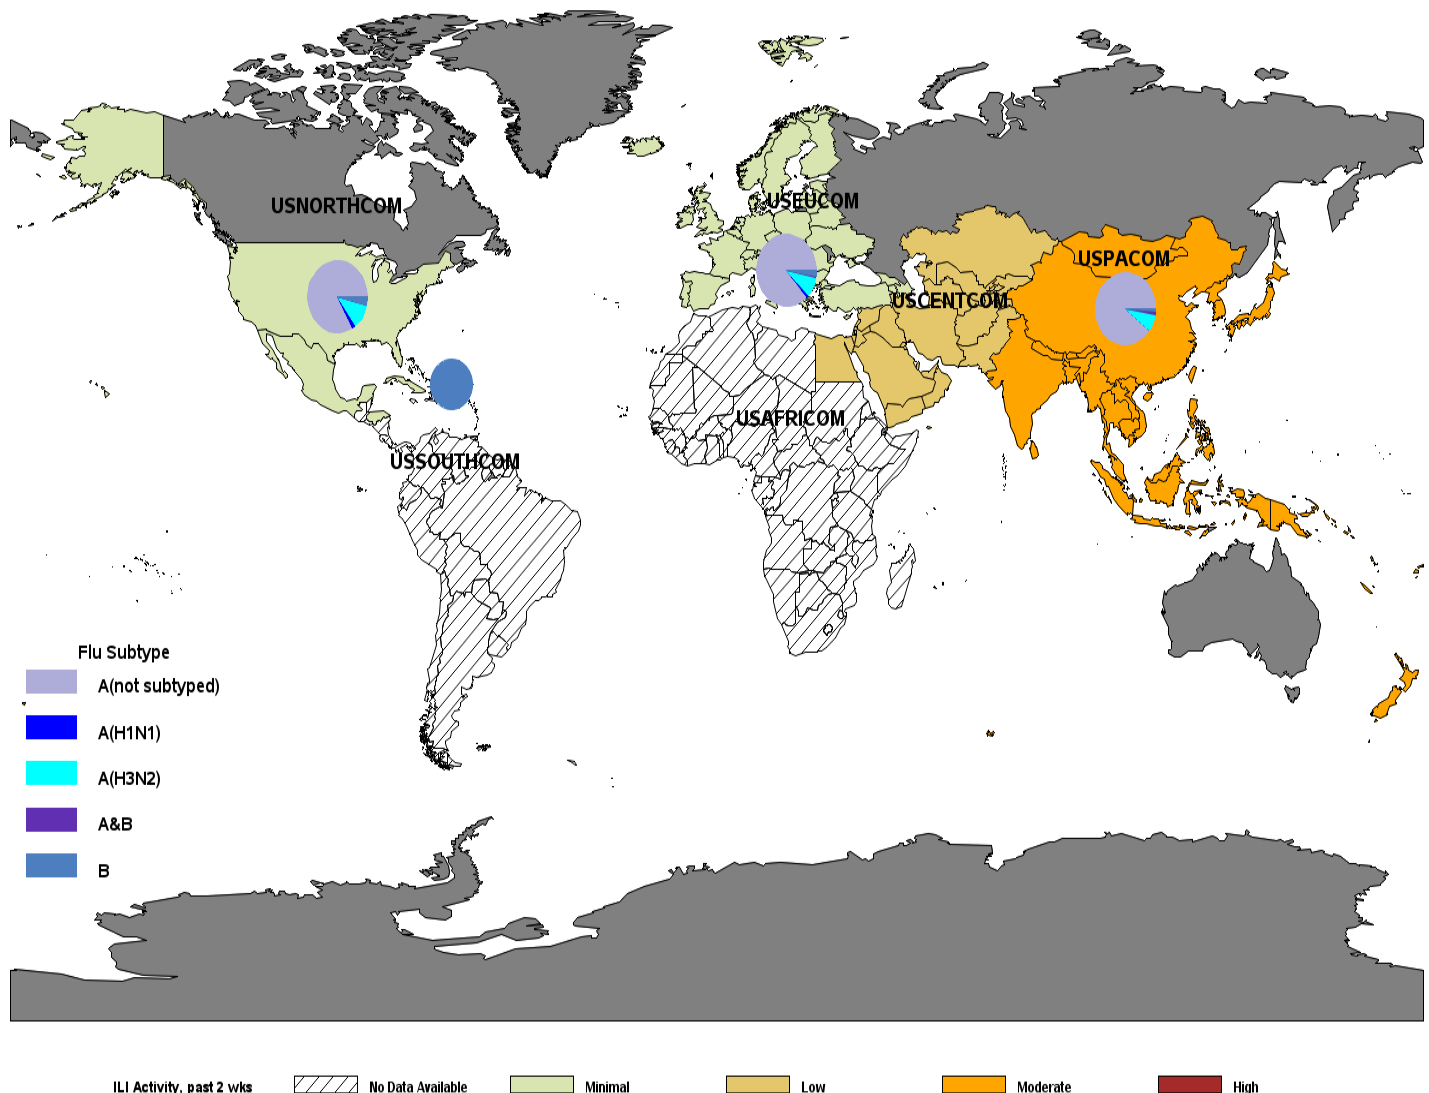 USNORTHCOM
USEUCOM
USPACOM
USCENTCOM
USAFRICOM
USSOUTHCOM
Flu Subtype
A(not subtyped)
A(H1N1)
A(H3N2)
A&B
B
ILI Activity, past 2 wks No Data Available Minimal Low Moderate High